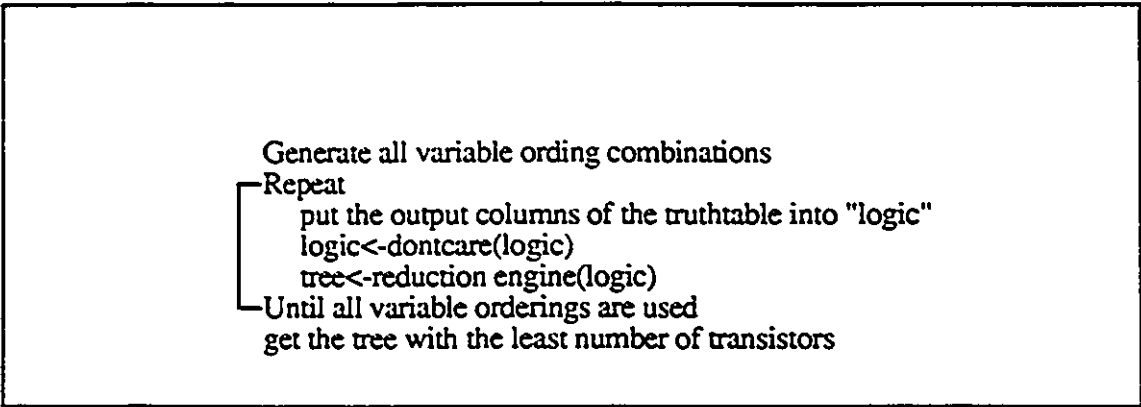 Generate all variable ording combinations
Repeat
put the output columns of the truthtable into "logic"
logic<-dontcare(logic)
tree<-reduction engine(logic)
Until all variable orderings are used
get the tree with the least number of transistors